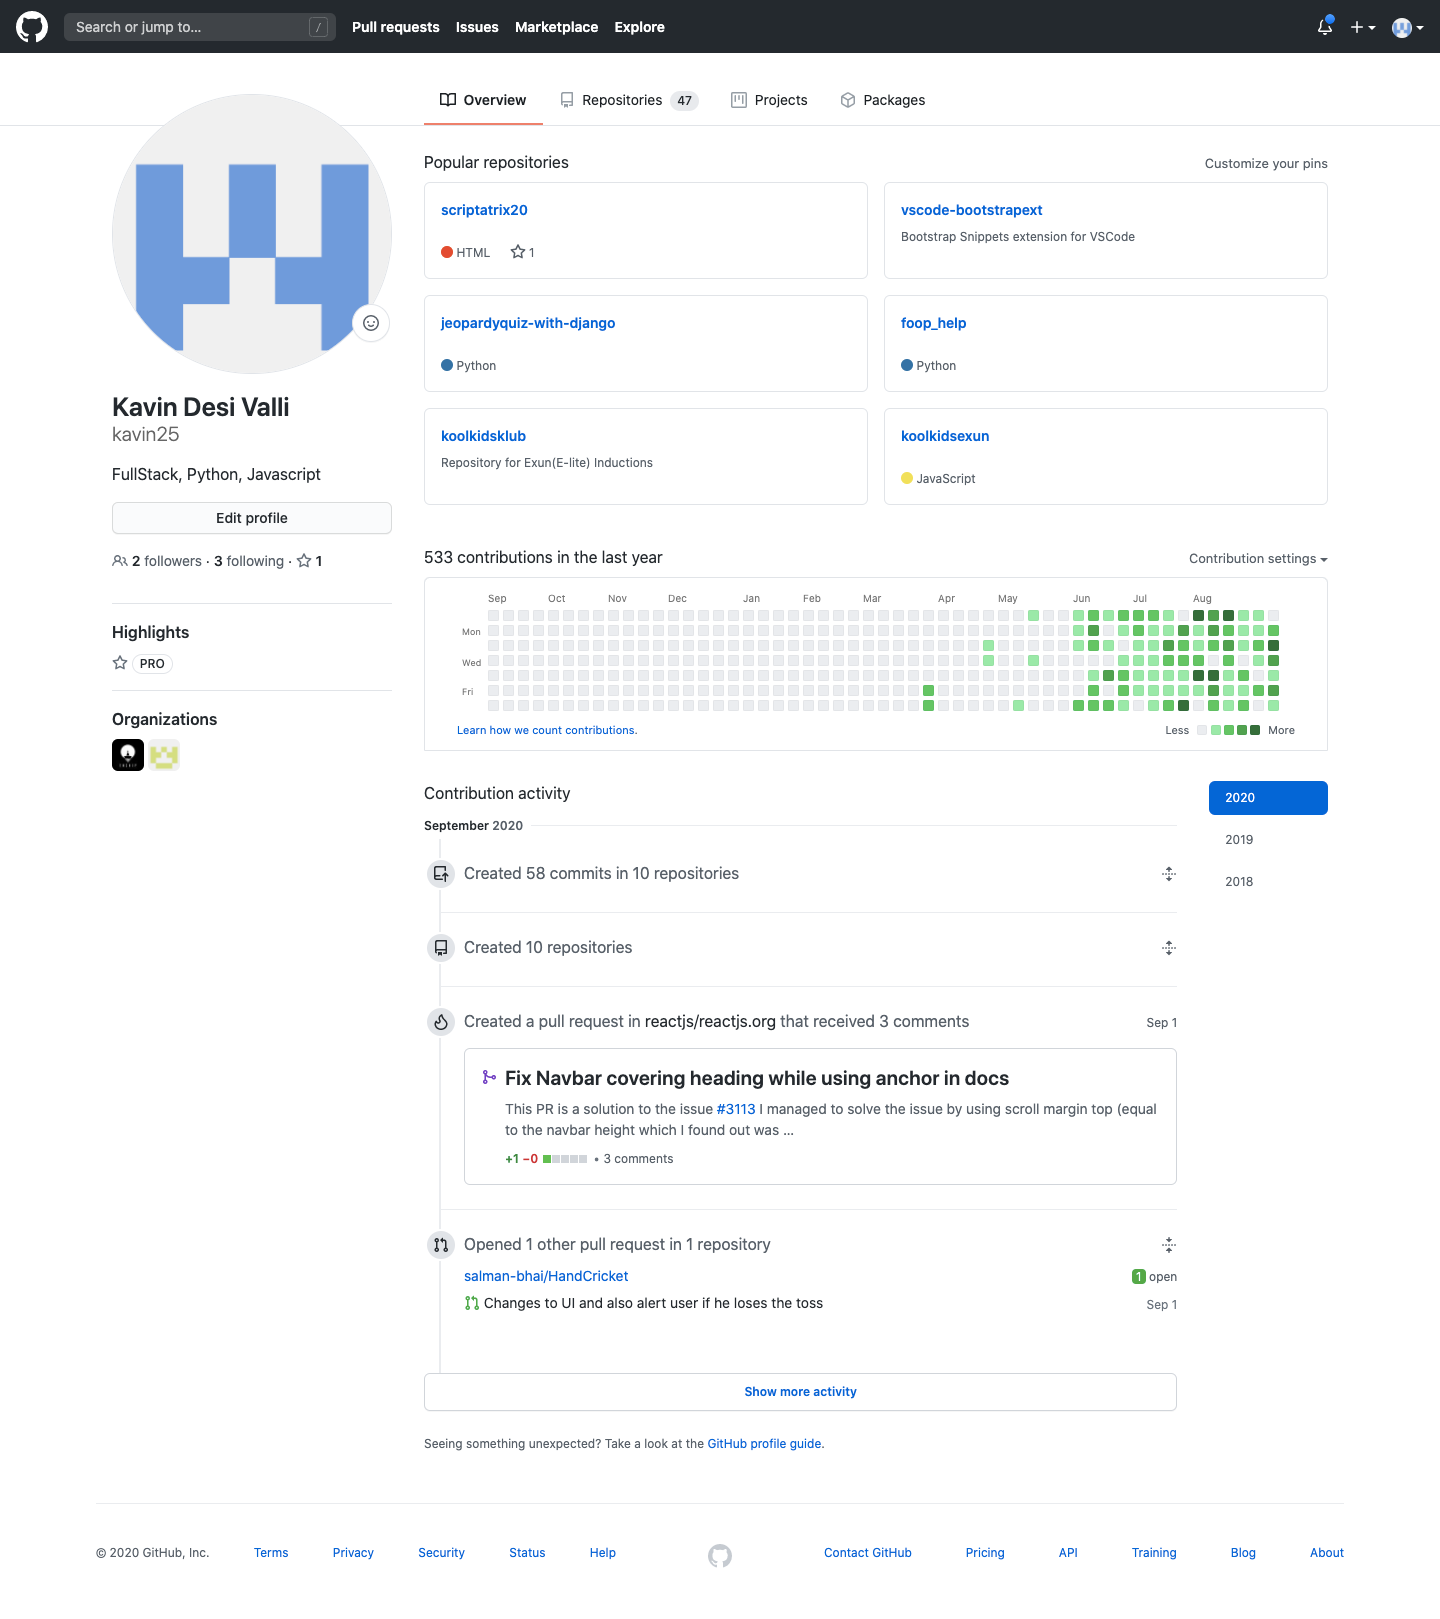 Search or jump to...
/
Pull requests
Issues
Marketplace
Explore
Overview
Repositories 47
Projects
Packages
Kavin Desi Valli
kavin25
FullStack, Python, Javascript
Edit profile
2 followers · 3 following · 1
Highlights
PRO
Organizations
Popular repositories
Customize your pins
scriptatrix20
HTML 1
vscode-bootstrapext
Bootstrap Snippets extension for VSCode
jeopardyquiz-with-django
Python
foop_help
Python
koolkidsklub
Repository for Exun(E-lite) Inductions
koolkidsexun
JavaScript
533 contributions in the last year
Contribution settings
Sep Oct Nov Dec Jan Feb Mar Apr May Jun Jul Aug
Mon
Wed
Fri
Learn how we count contributions.
Less More
Contribution activity
2020
2019
2018
September 2020
Created 58 commits in 10 repositories
Created 10 repositories
Created a pull request in reactjs/reactjs.org that received 3 comments
Sep 1
Fix Navbar covering heading while using anchor in docs
This PR is a solution to the issue #3113 I managed to solve the issue by using scroll margin top (equal
to the navbar height which I found out was …
+1 −0 • 3 comments
Opened 1 other pull request in 1 repository
salman-bhai/HandCricket
1 open
Changes to UI and also alert user if he loses the toss
Sep 1
Show more activity
Seeing something unexpected? Take a look at the GitHub profile guide.
© 2020 GitHub, Inc.
Terms
Privacy
Security
Status
Help
Contact GitHub
Pricing
API
Training
Blog
About